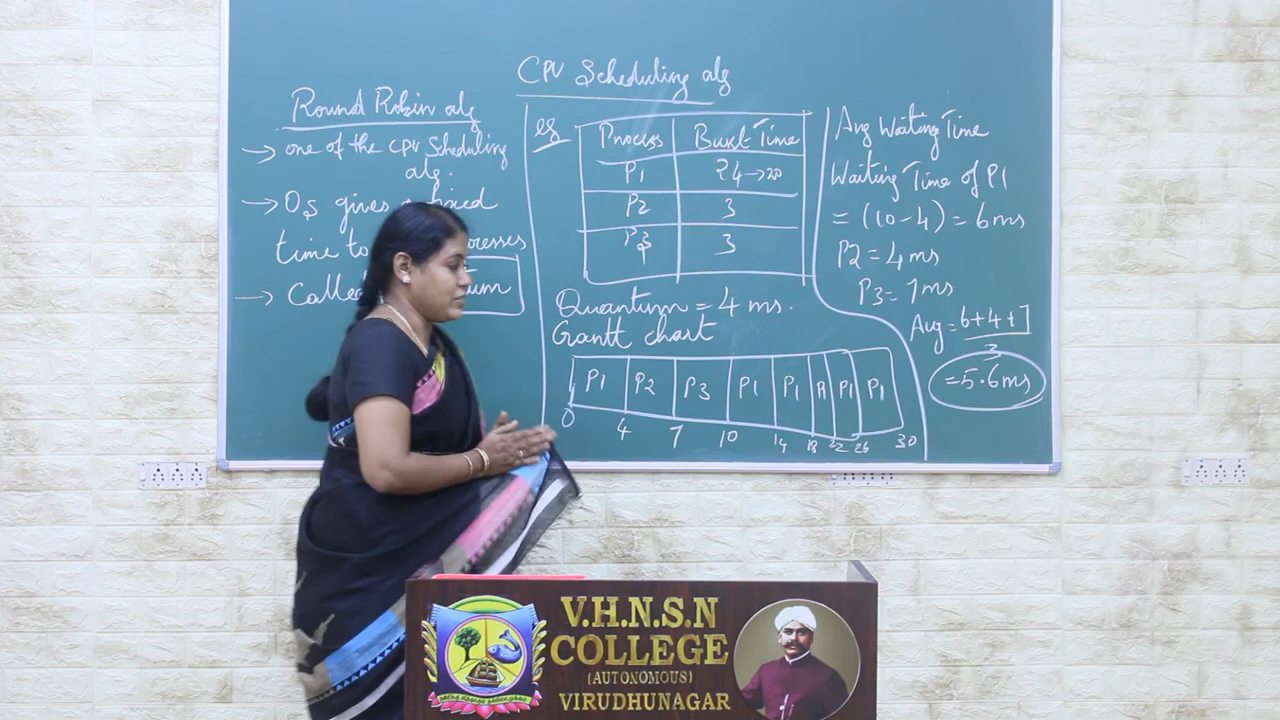 CPU Scheduling alg
Round Robin alg
→ one of the CPU Scheduling
alg.
→ OS gives a fixed
time to
→ Called
eg
Process Burst Time
P1 24→20
P2 3
P3 3
Quantum = 4 ms.
Gantt chart
P1 P2 P3 P1 P1 P1 P1 P1
0 4 7 10 14 18 22 26 30
Avg Waiting Time
Waiting Time of P1
= (10-4) = 6ms
P2 = 4ms
P3 = 7ms
Avg = 6+4+7
3
=5.6ms
V.H.N.S.N
COLLEGE
(AUTONOMOUS)
VIRUDHUNAGAR